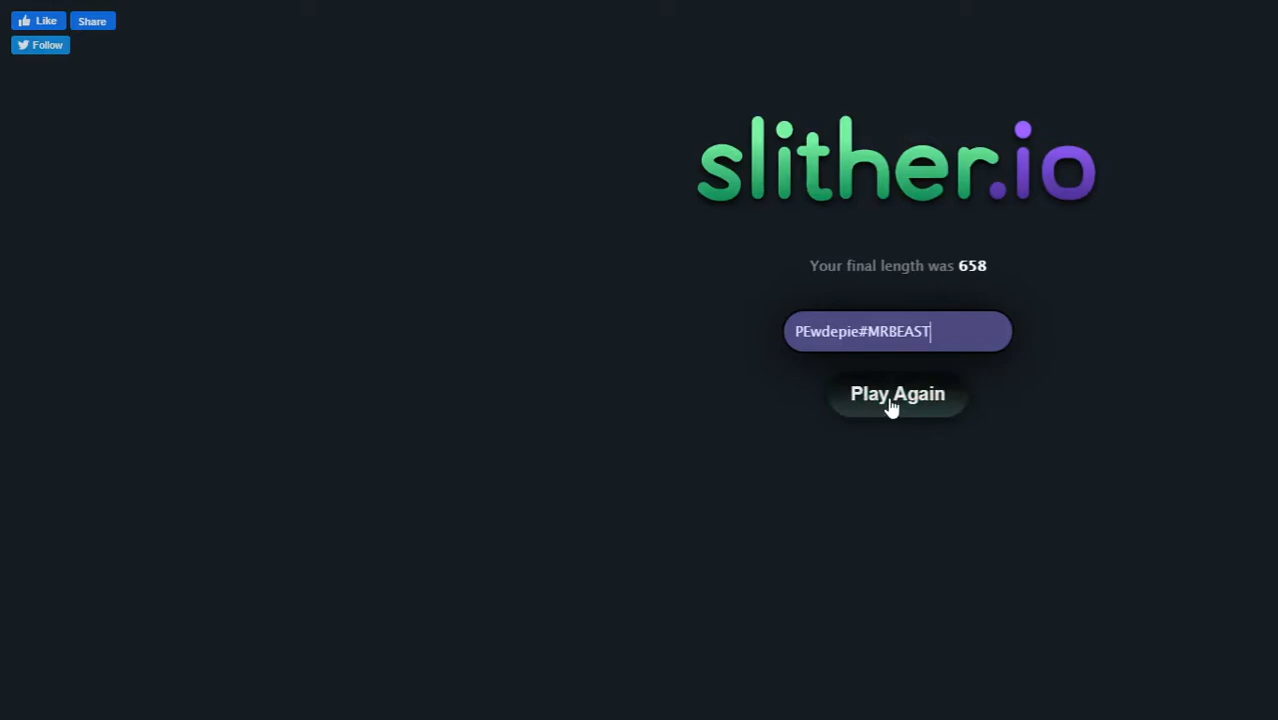 Like Share
Follow
slither.io
Your final length was 658
PEwdepie#MRBEAST
Play Again